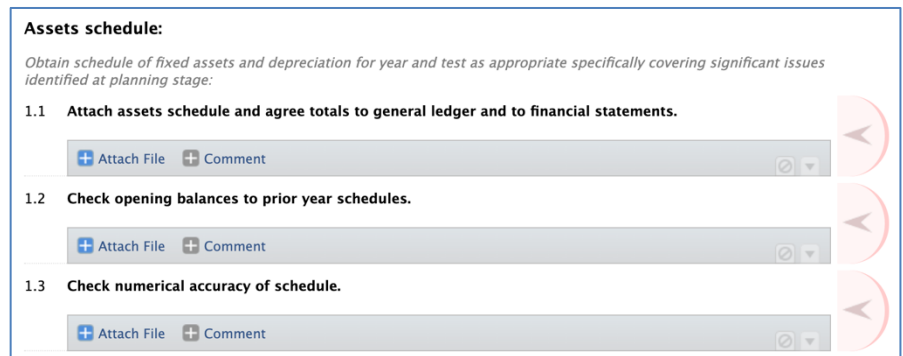 Assets schedule:
Obtain schedule of fixed assets and depreciation for year and test as appropriate specifically covering significant issues
identified at planning stage:
1.1 Attach assets schedule and agree totals to general ledger and to financial statements.
Attach File Comment
1.2 Check opening balances to prior year schedules.
Attach File Comment
1.3 Check numerical accuracy of schedule.
Attach File Comment